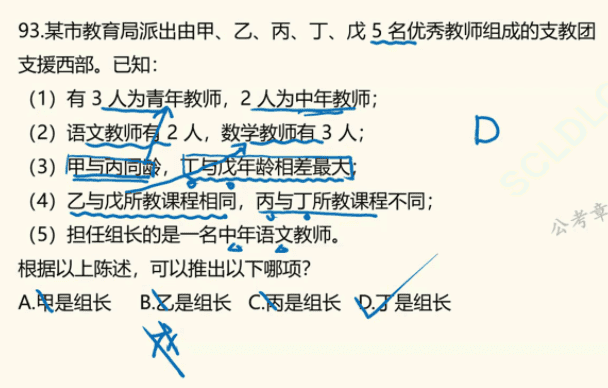 93.某市教育局派出由甲、乙、丙、丁、戊 5 名优秀教师组成的支教团
支援西部。已知：
（1）有 3 人为青年教师，2 人为中年教师；
（2）语文教师有 2 人，数学教师有 3 人；
（3）甲与丙同龄，丁与戊年龄相差最大；
（4）乙与戊所教课程相同，丙与丁所教课程不同；
（5）担任组长的是一名中年语文教师。
根据以上陈述，可以推出以下哪项？
A.甲是组长 B.乙是组长 C.丙是组长 D.丁是组长
D
SCLDLC
公考章